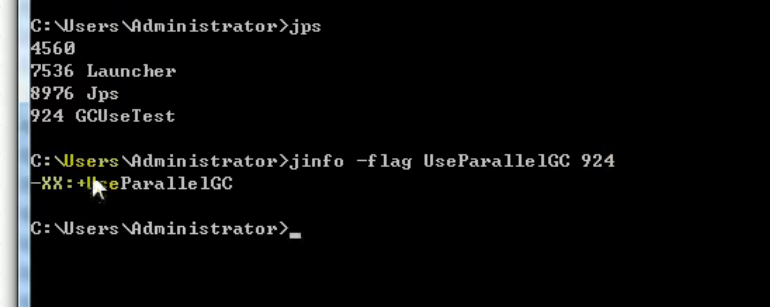 C:\Users\Administrator>jps
4560
7536 Launcher
8976 Jps
924 GCUseTest
C:\Users\Administrator>jinfo -flag UseParallelGC 924
-XX:+UseParallelGC
C:\Users\Administrator>